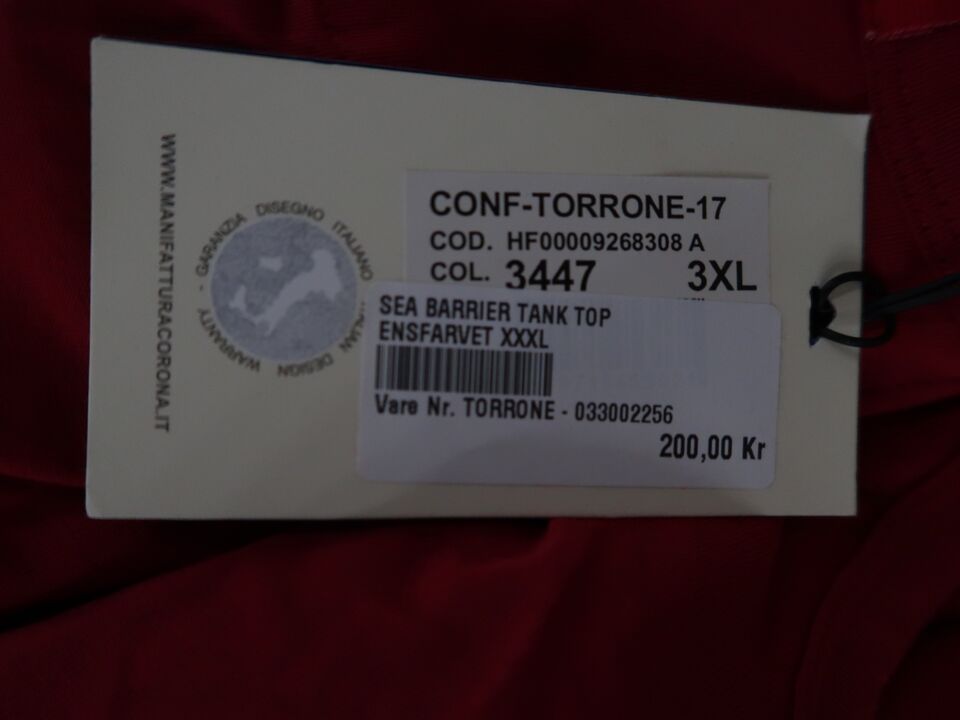 WWW.MANIFATTURACORONA.IT
GARANZIA DISEGNO ITALIANO - ITALIAN DESIGN WARRANTY -
CONF-TORRONE-17
COD. HF00009268308 A
COL. 3447 3XL
SEA BARRIER TANK TOP
ENSFARVET XXXL
Vare Nr. TORRONE - 033002256
200,00 Kr